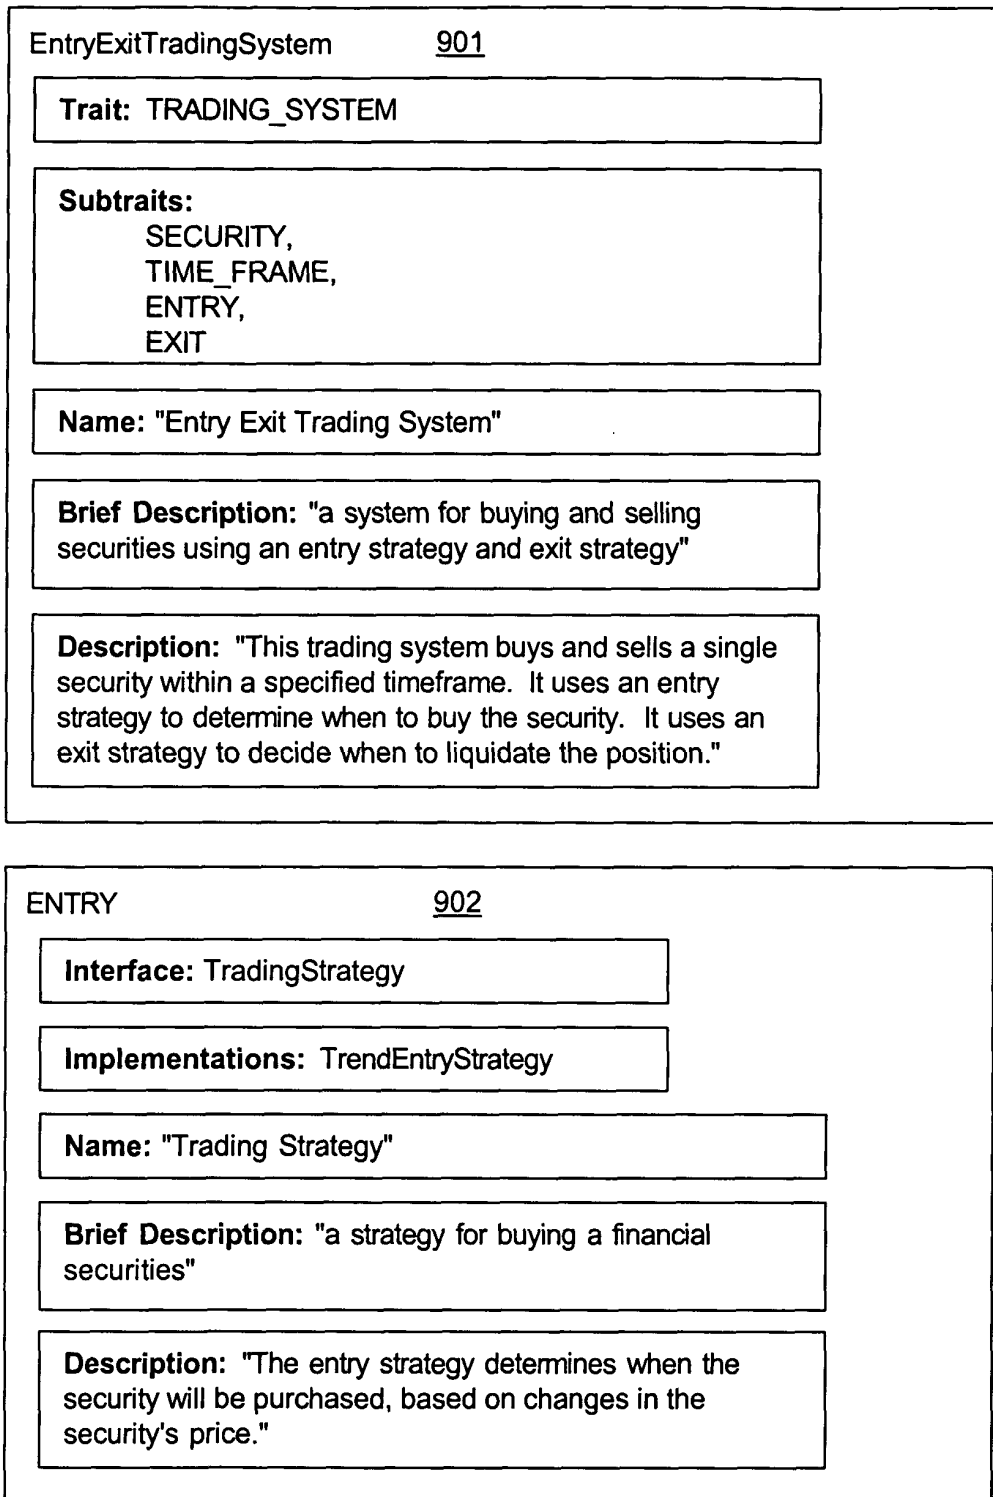 EntryExitTradingSystem 901
Trait: TRADING_SYSTEM
Subtraits:
SECURITY,
TIME_FRAME,
ENTRY,
EXIT
Name: "Entry Exit Trading System"
Brief Description: "a system for buying and selling
securities using an entry strategy and exit strategy"
Description: "This trading system buys and sells a single
security within a specified timeframe. It uses an entry
strategy to determine when to buy the security. It uses an
exit strategy to decide when to liquidate the position."
ENTRY 902
Interface: TradingStrategy
Implementations: TrendEntryStrategy
Name: "Trading Strategy"
Brief Description: "a strategy for buying a financial
securities"
Description: "The entry strategy determines when the
security will be purchased, based on changes in the
security's price."